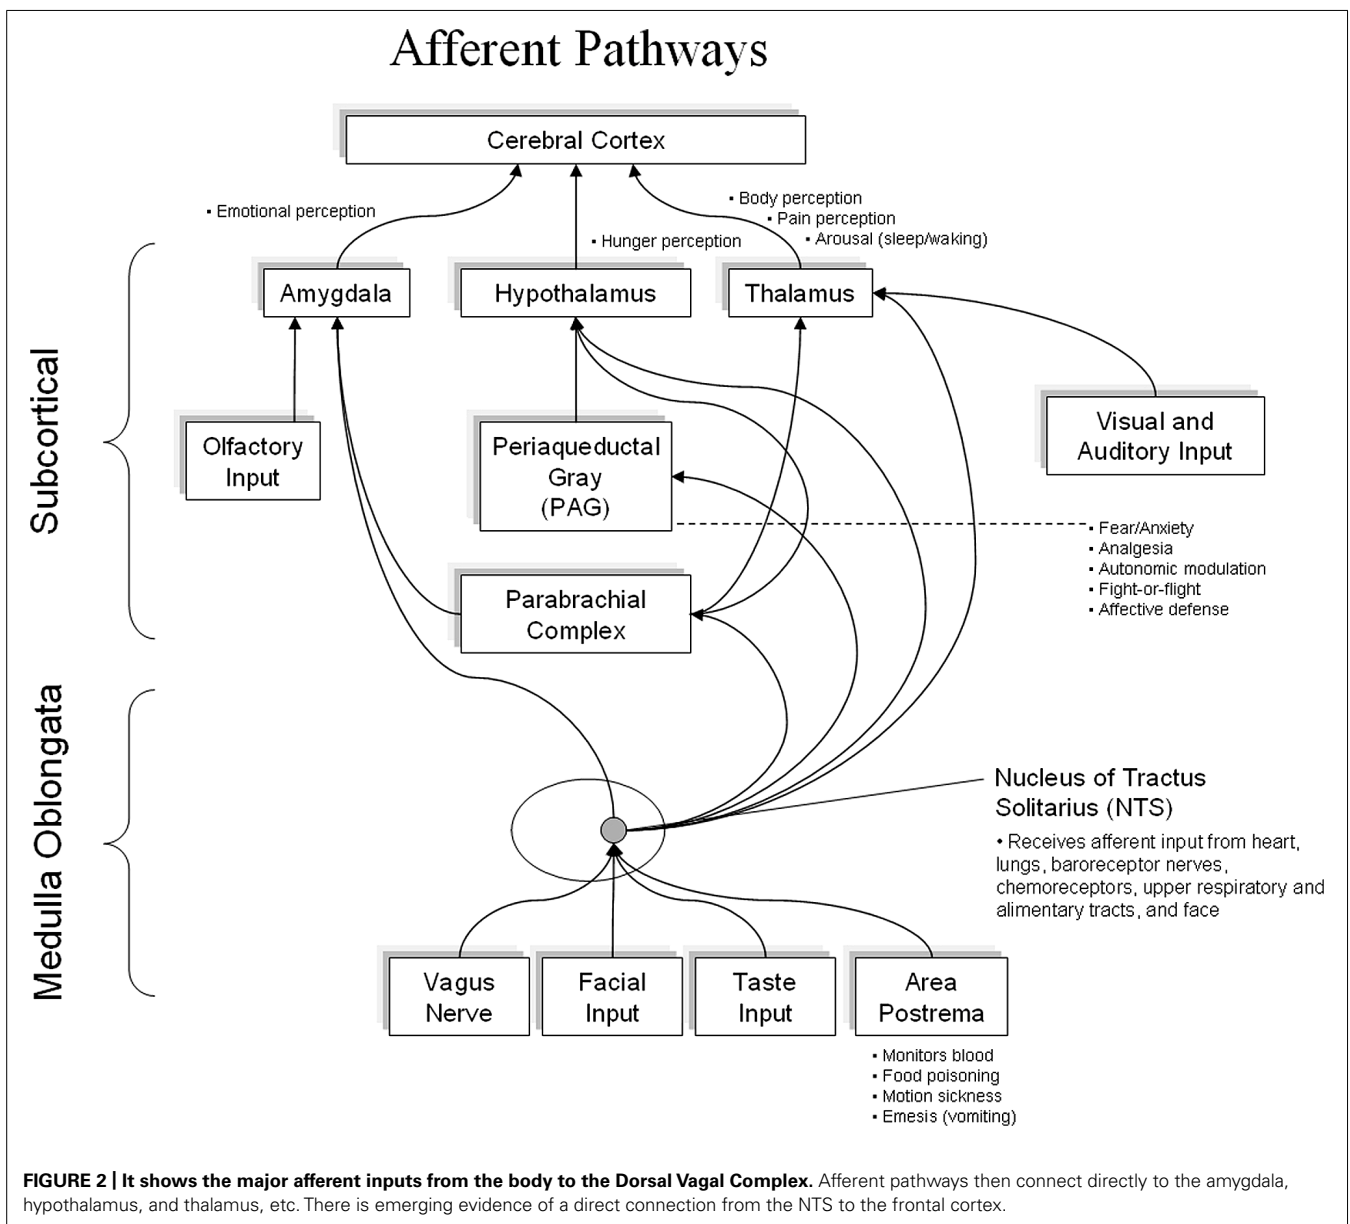 Afferent Pathways
Cerebral Cortex
▪ Emotional perception
▪ Hunger perception
▪ Body perception
▪ Pain perception
▪ Arousal (sleep/waking)
Subcortical
Amygdala
Hypothalamus
Thalamus
Olfactory
Input
Periaqueductal
Gray
(PAG)
Visual and
Auditory Input
▪ Fear/Anxiety
▪ Analgesia
▪ Autonomic modulation
▪ Fight-or-flight
▪ Affective defense
Parabrachial
Complex
Medulla Oblongata
Nucleus of Tractus
Solitarius (NTS)
• Receives afferent input from heart,
lungs, baroreceptor nerves,
chemoreceptors, upper respiratory and
alimentary tracts, and face
Vagus
Nerve
Facial
Input
Taste
Input
Area
Postrema
▪ Monitors blood
▪ Food poisoning
▪ Motion sickness
▪ Emesis (vomiting)
FIGURE 2 | It shows the major afferent inputs from the body to the Dorsal Vagal Complex. Afferent pathways then connect directly to the amygdala,
hypothalamus, and thalamus, etc. There is emerging evidence of a direct connection from the NTS to the frontal cortex.